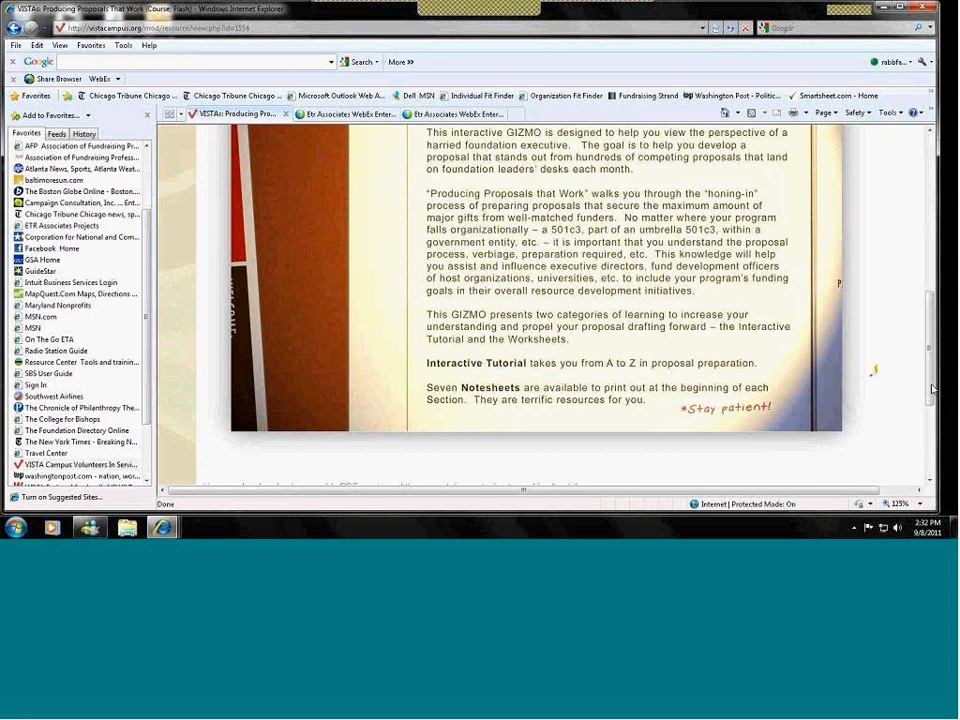 VISTAs: Producing Proposals That Work (Course, Flash) - Windows Internet Explorer
http://vistacampus.org/mod/resource/view.php?id=1554
Google
File Edit View Favorites Tools Help
Google Search More >> rabbfa...
Share Browser WebEx
Favorites Chicago Tribune Chicago ... Chicago Tribune Chicago ... Microsoft Outlook Web A... Dell MSN Individual Fit Finder Organization Fit Finder Fundraising Strand Washington Post - Politic... Smartsheet.com - Home
Add to Favorites... VISTAs: Producing Pro... Etr Associates WebEx Enter... Etr Associates WebEx Enter... Page Safety Tools
Favorites Feeds History
AFP Association of Fundraising Pr...
Association of Fundraising Profess...
Atlanta News, Sports, Atlanta Weat...
baltimoresun.com
The Boston Globe Online - Boston....
Campaign Consultation, Inc. ... Ent...
Chicago Tribune Chicago news, sp...
ETR Associates Projects
Corporation for National and Com...
Facebook Home
GSA Home
GuideStar
Intuit Business Services Login
MapQuest.Com Maps, Directions ...
Maryland Nonprofits
MSN.com
MSN
On The Go ETA
Radio Station Guide
Resource Center Tools and trainin...
SBS User Guide
Sign In
Southwest Airlines
The Chronicle of Philanthropy The...
The College for Bishops
The Foundation Directory Online
The New York Times - Breaking N...
Travel Center
VISTA Campus Volunteers In Servi...
washingtonpost.com - nation, wor...
Turn on Suggested Sites...
This interactive GIZMO is designed to help you view the perspective of a
harried foundation executive. The goal is to help you develop a
proposal that stands out from hundreds of competing proposals that land
on foundation leaders' desks each month.
“Producing Proposals that Work” walks you through the “honing-in”
process of preparing proposals that secure the maximum amount of
major gifts from well-matched funders. No matter where your program
falls organizationally – a 501c3, part of an umbrella 501c3, within a
government entity, etc. – it is important that you understand the proposal
process, verbiage, preparation required, etc. This knowledge will help
you assist and influence executive directors, fund development officers
of host organizations, universities, etc. to include your program's funding
goals in their overall resource development initiatives.
This GIZMO presents two categories of learning to increase your
understanding and propel your proposal drafting forward – the Interactive
Tutorial and the Worksheets.
Interactive Tutorial takes you from A to Z in proposal preparation.
Seven Notesheets are available to print out at the beginning of each
Section. They are terrific resources for you.
*Stay patient!
Done Internet | Protected Mode: On 125%
2:32 PM
9/8/2011